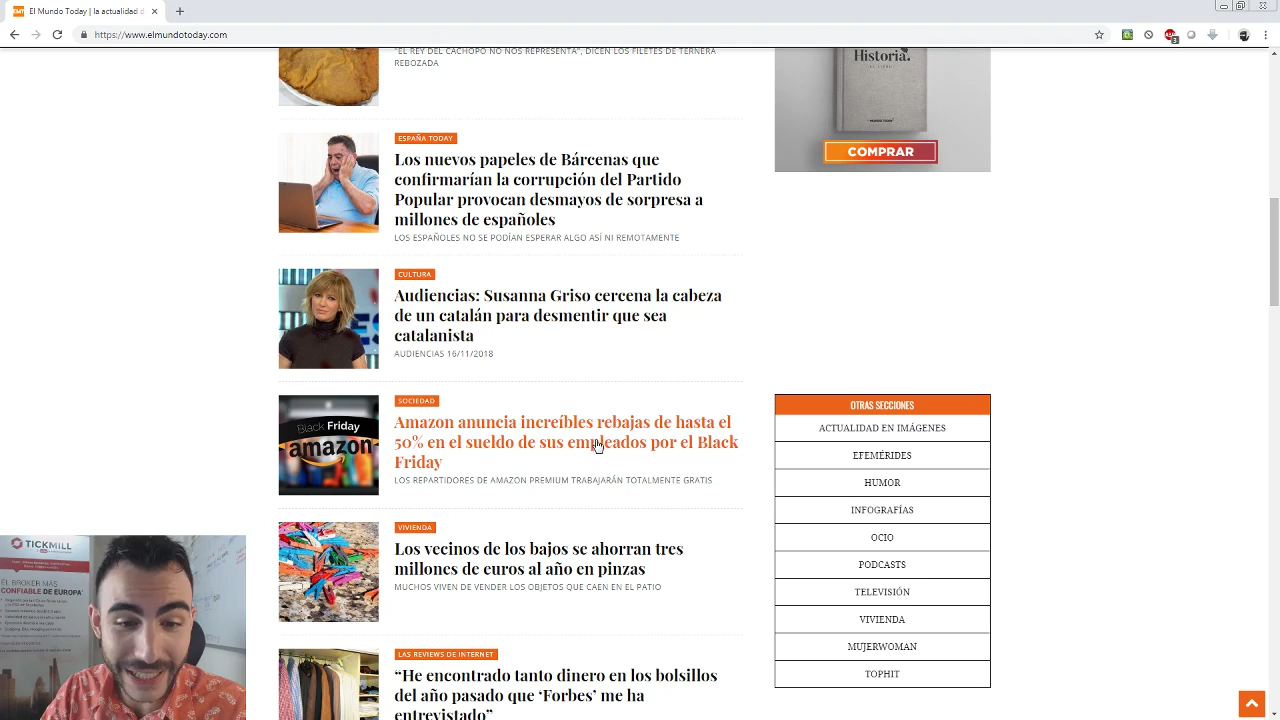 El Mundo Today | la actualidad d
https://www.elmundotoday.com
3
"EL REY DEL CACHOPO NO NOS REPRESENTA", DICEN LOS FILETES DE TERNERA
REBOZADA
ESPAÑA TODAY
Los nuevos papeles de Bárcenas que
confirmarían la corrupción del Partido
Popular provocan desmayos de sorpresa a
millones de españoles
LOS ESPAÑOLES NO SE PODÍAN ESPERAR ALGO ASÍ NI REMOTAMENTE
CULTURA
Audiencias: Susanna Griso cercena la cabeza
de un catalán para desmentir que sea
catalanista
AUDIENCIAS 16/11/2018
Black Friday
amazon
SOCIEDAD
Amazon anuncia increíbles rebajas de hasta el
50% en el sueldo de sus empleados por el Black
Friday
LOS REPARTIDORES DE AMAZON PREMIUM TRABAJARÁN TOTALMENTE GRATIS
VIVIENDA
Los vecinos de los bajos se ahorran tres
millones de euros al año en pinzas
MUCHOS VIVEN DE VENDER LOS OBJETOS QUE CAEN EN EL PATIO
LAS REVIEWS DE INTERNET
“He encontrado tanto dinero en los bolsillos
del año pasado que ‘Forbes’ me ha
entrevistado”
Historia.
COMPRAR
OTRAS SECCIONES
ACTUALIDAD EN IMÁGENES
EFEMÉRIDES
HUMOR
INFOGRAFÍAS
OCIO
PODCASTS
TELEVISIÓN
VIVIENDA
MUJERWOMAN
TOPHIT
TICKMILL
EL BROKER MÁS
CONFIABLE DE EUROPA